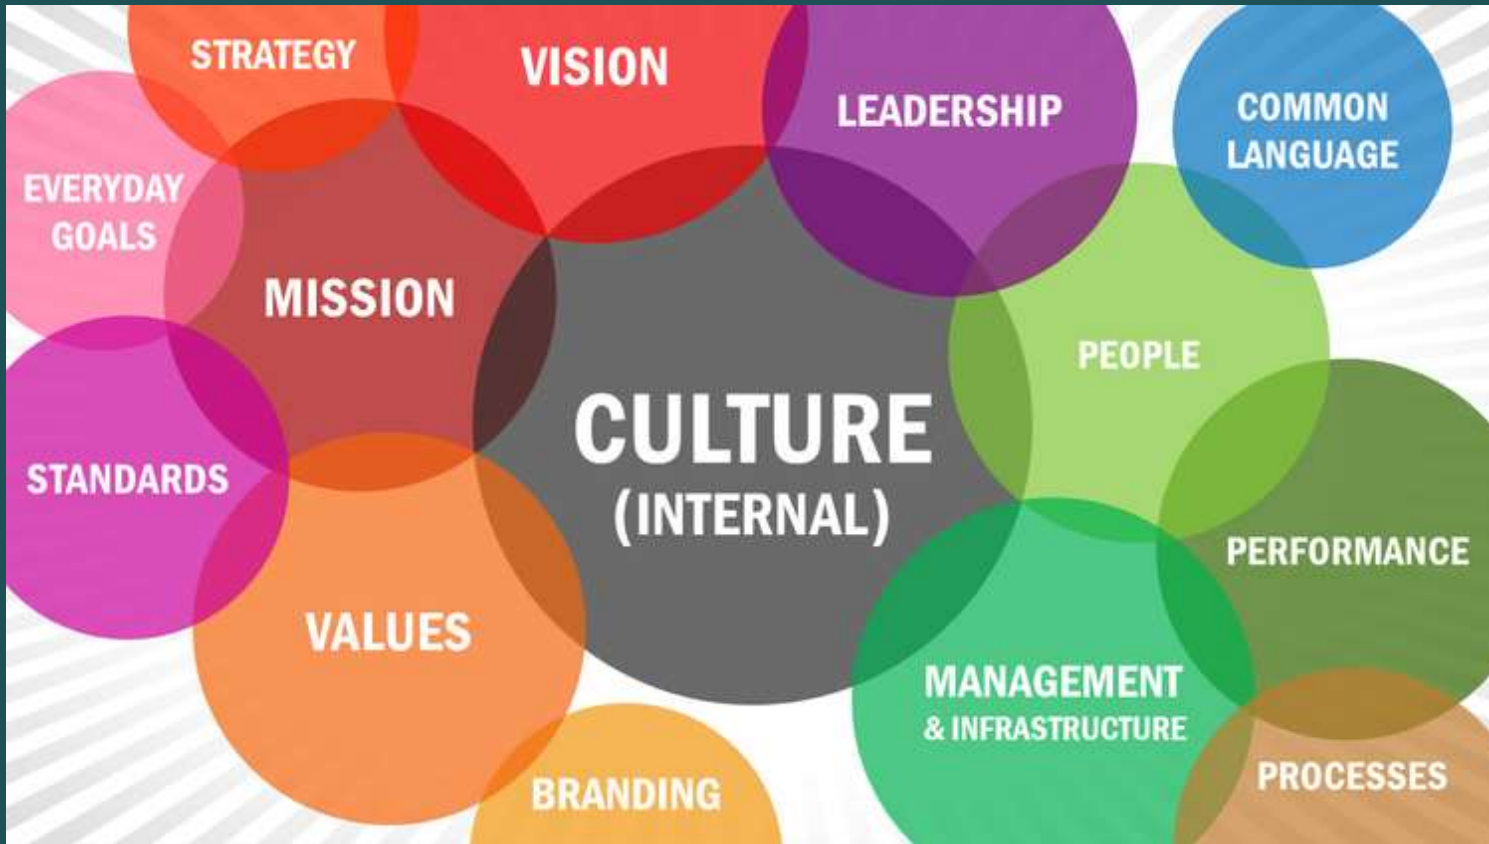 STRATEGY
VISION
LEADERSHIP
COMMON
LANGUAGE
EVERYDAY
GOALS
MISSION
PEOPLE
CULTURE
(INTERNAL)
STANDARDS
PERFORMANCE
VALUES
MANAGEMENT
& INFRASTRUCTURE
BRANDING
PROCESSES